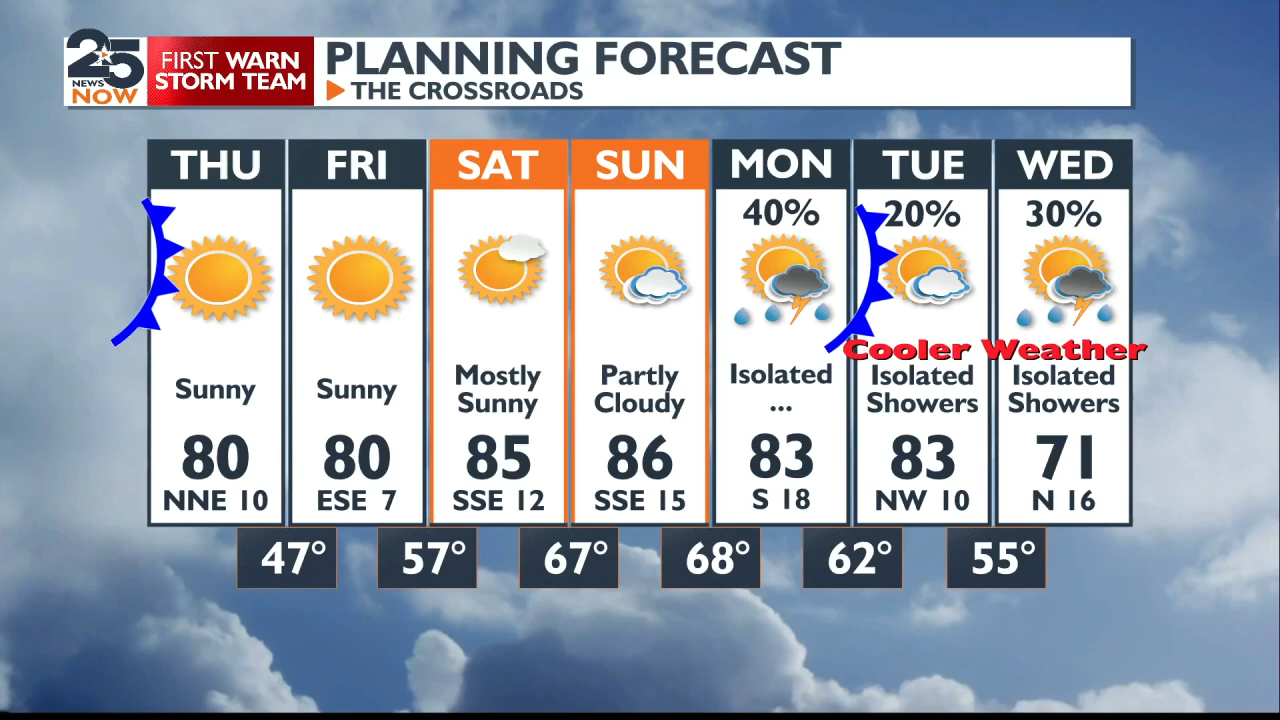 25
NEWS
NOW
FIRST WARN
STORM TEAM
PLANNING FORECAST
THE CROSSROADS
THU
Sunny
80
NNE 10
FRI
Sunny
80
ESE 7
SAT
Mostly
Sunny
85
SSE 12
SUN
Partly
Cloudy
86
SSE 15
MON
40%
Isolated
...
83
S 18
TUE
20%
Isolated
Showers
83
NW 10
WED
30%
Isolated
Showers
71
N 16
Cooler Weather
47°
57°
67°
68°
62°
55°